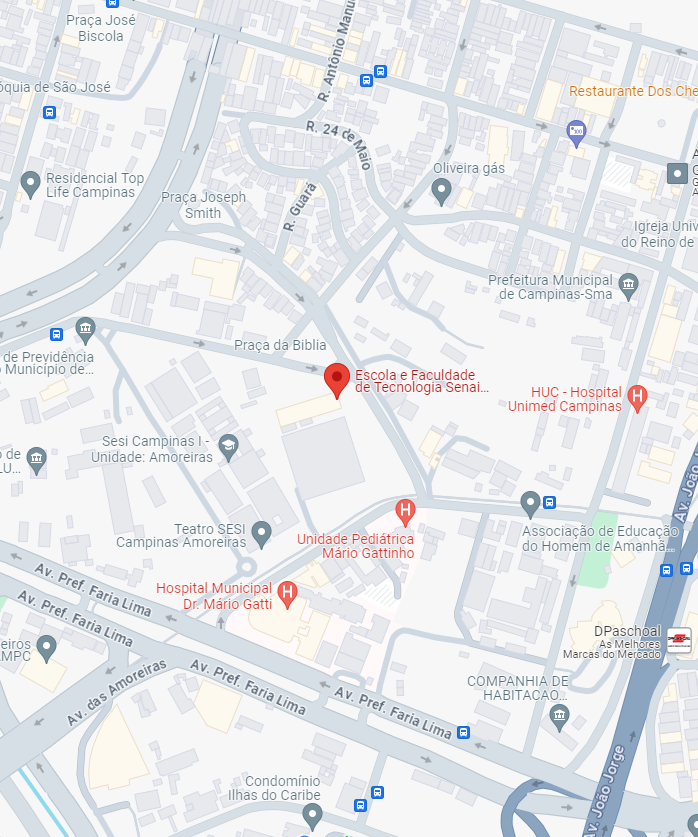 Praça José
Biscola
óquia de São José
R. Antônio Manu
R. 24 de Maio
Restaurante Dos Che
Residencial Top
Life Campinas
Praça Joseph
Smith
R. Guará
Oliveira gás
Igreja Univ
do Reino de
Prefeitura Municipal
de Campinas-Sma
de Previdência
o Município de...
Praça da Biblia
Escola e Faculdade
de Tecnologia Senai...
HUC - Hospital
Unimed Campinas
Sesi Campinas I -
Unidade: Amoreiras
o de
LU...
Av. João J
Teatro SESI
Campinas Amoreiras
Unidade Pediátrica
Mário Gattinho
Associação de Educação
do Homem de Amanhã...
Hospital Municipal
Dr. Mário Gatti
Av. Pref. Faria Lima
Av. Pref. Faria Lima
eiros
MPC
Av. das Amoreiras
Av. Pref. Faria Lima
Av. Pref. Faria Lima
DPaschoal
As Melhores
Marcas do Mercado
COMPANHIA DE
HABITACAO...
Condomínio
Ilhas do Caribe
Av. João Jorge